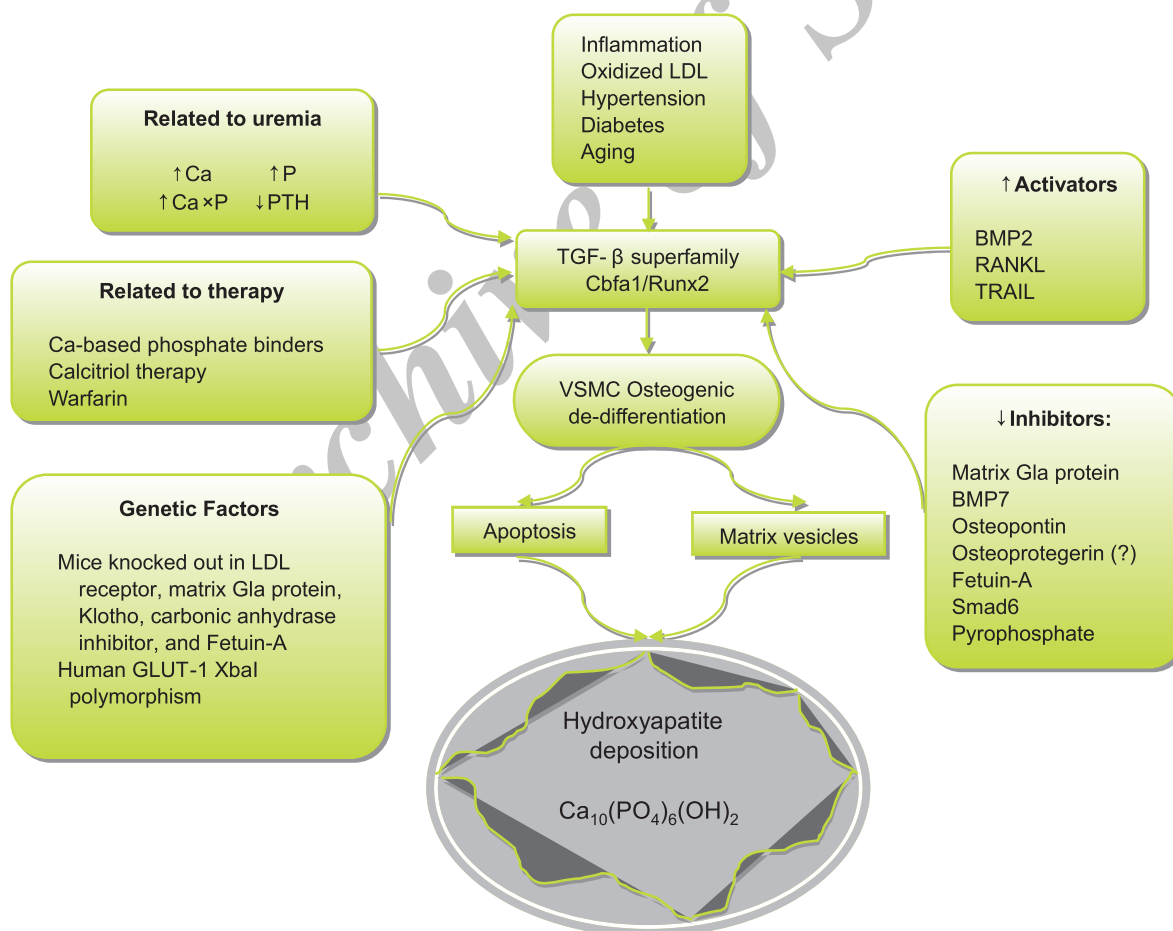 Inflammation
Oxidized LDL
Hypertension
Diabetes
Aging
Related to uremia
↑Ca ↑P
↑Ca×P ↓PTH
↑Activators
BMP2
RANKL
TRAIL
TGF- β superfamily
Cbfa1/Runx2
Related to therapy
Ca-based phosphate binders
Calcitriol therapy
Warfarin
VSMC Osteogenic
de-differentiation
↓Inhibitors:
Matrix Gla protein
BMP7
Osteopontin
Osteoprotegerin (?)
Fetuin-A
Smad6
Pyrophosphate
Genetic Factors
Mice knocked out in LDL
receptor, matrix Gla protein,
Klotho, carbonic anhydrase
inhibitor, and Fetuin-A
Human GLUT-1 XbaI
polymorphism
Apoptosis
Matrix vesicles
Hydroxyapatite
deposition
Ca₁₀(PO₄)₆(OH)₂